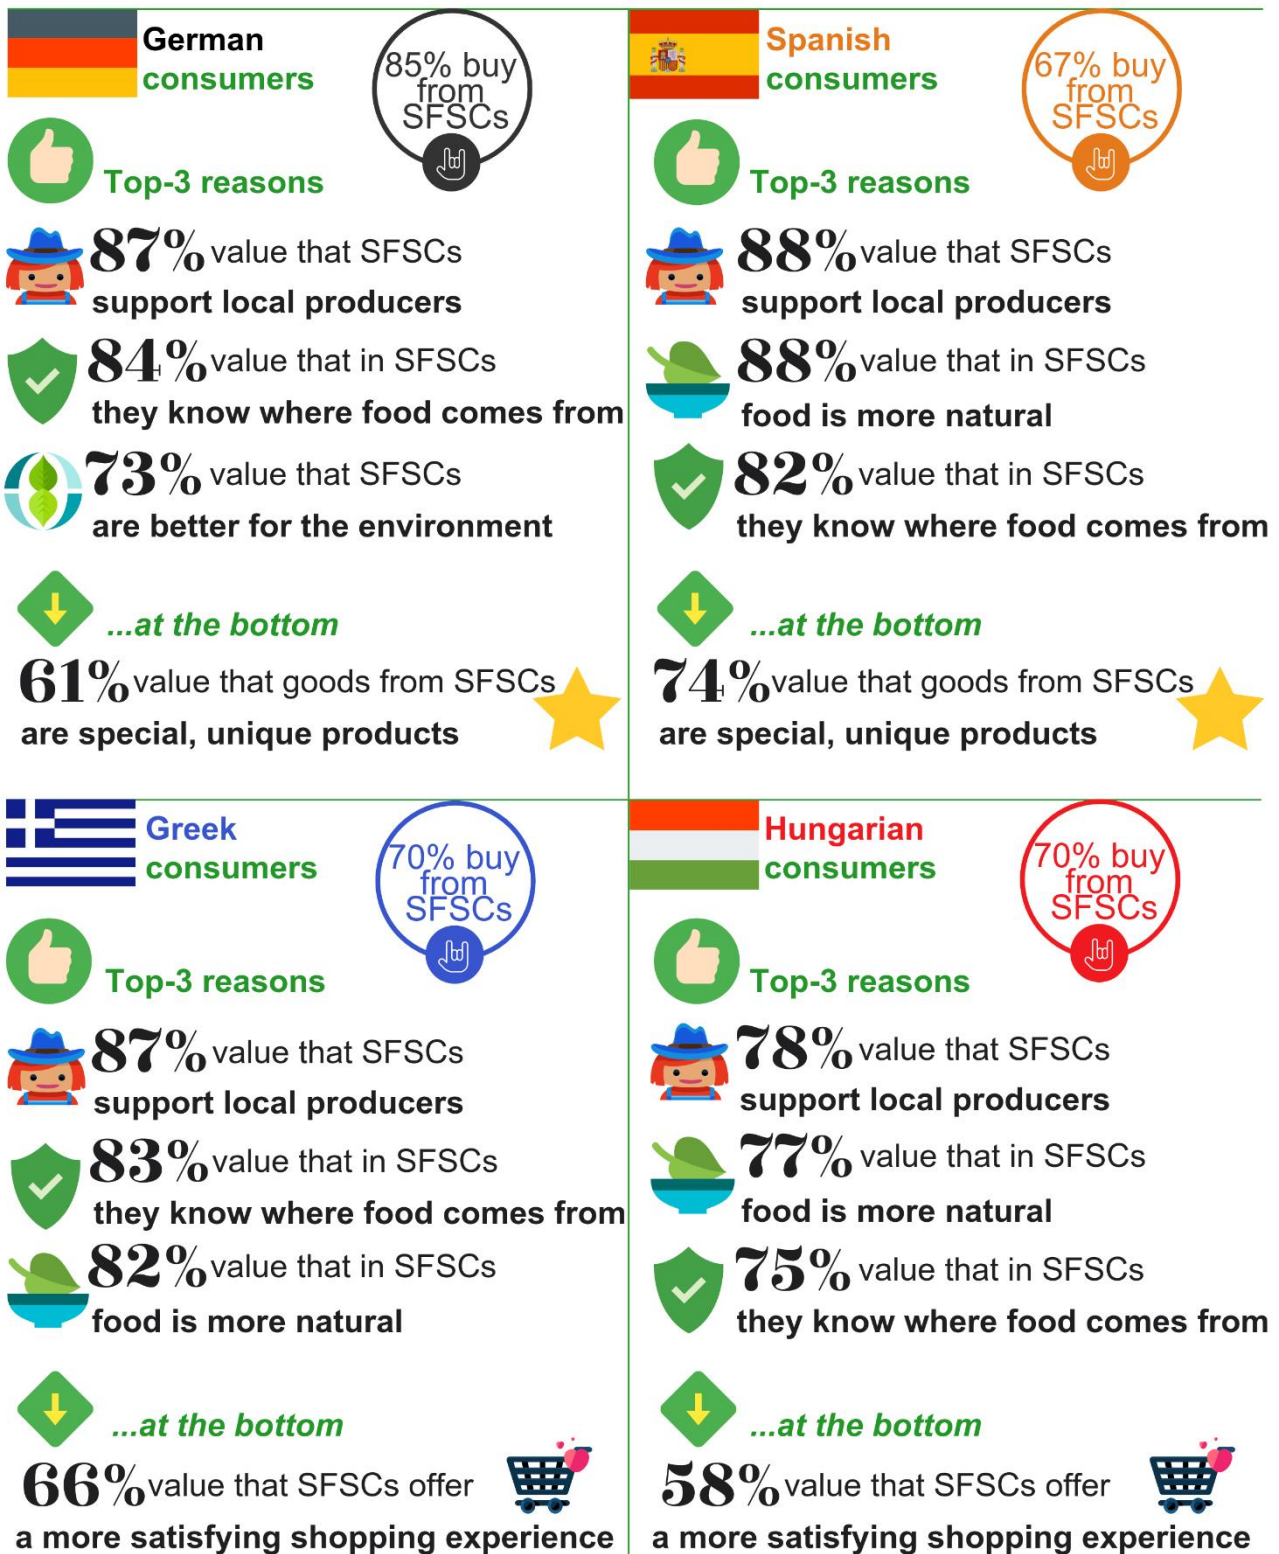 German
consumers
85% buy
from
SFSCs
Top-3 reasons
87% value that SFSCs
support local producers
84% value that in SFSCs
they know where food comes from
73% value that SFSCs
are better for the environment
...at the bottom
61% value that goods from SFSCs
are special, unique products
Spanish
consumers
67% buy
from
SFSCs
Top-3 reasons
88% value that SFSCs
support local producers
88% value that in SFSCs
food is more natural
82% value that in SFSCs
they know where food comes from
...at the bottom
74% value that goods from SFSCs
are special, unique products
Greek
consumers
70% buy
from
SFSCs
Top-3 reasons
87% value that SFSCs
support local producers
83% value that in SFSCs
they know where food comes from
82% value that in SFSCs
food is more natural
...at the bottom
66% value that SFSCs offer
a more satisfying shopping experience
Hungarian
consumers
70% buy
from
SFSCs
Top-3 reasons
78% value that SFSCs
support local producers
77% value that in SFSCs
food is more natural
75% value that in SFSCs
they know where food comes from
...at the bottom
58% value that SFSCs offer
a more satisfying shopping experience